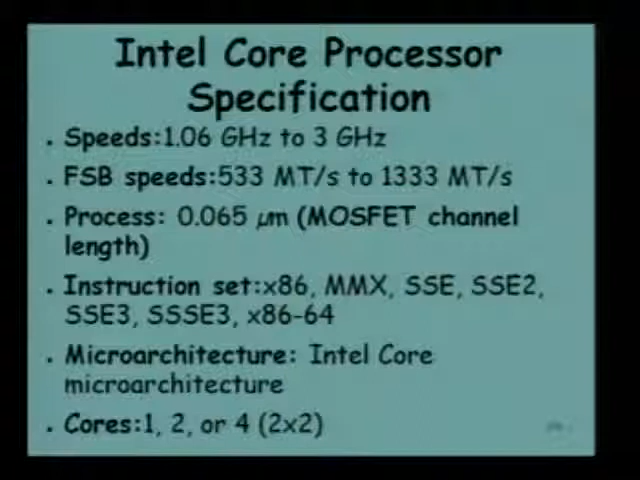 Intel Core Processor
Specification
. Speeds:1.06 GHz to 3 GHz
. FSB speeds:533 MT/s to 1333 MT/s
. Process: 0.065 µm (MOSFET channel
length)
. Instruction set:x86, MMX, SSE, SSE2,
SSE3, SSSE3, x86-64
. Microarchitecture: Intel Core
microarchitecture
. Cores:1, 2, or 4 (2x2)